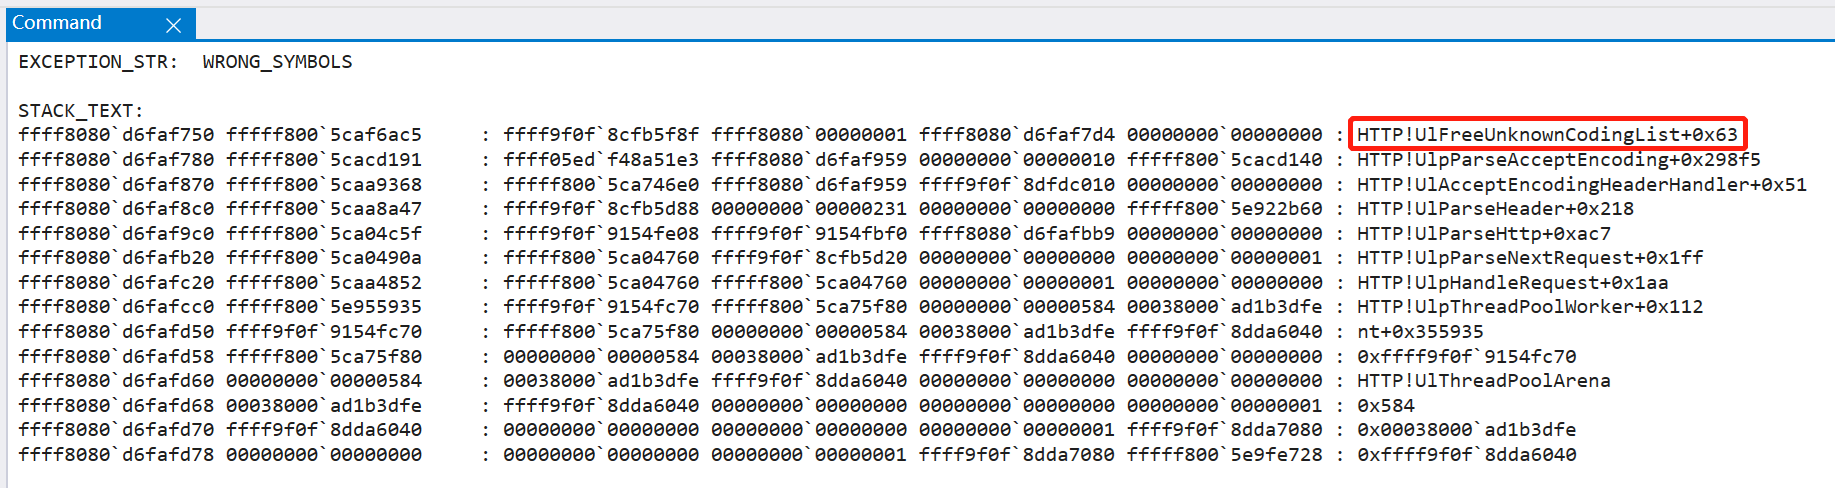 Command
EXCEPTION_STR:  WRONG_SYMBOLS
STACK_TEXT:
ffff8080`d6faf750 fffff800`5caf6ac5     : ffff9f0f`8cfb5f8f ffff8080`00000001 ffff8080`d6faf7d4 00000000`00000000 : HTTP!UlFreeUnknownCodingList+0x63
ffff8080`d6faf780 fffff800`5cacd191     : ffff05ed`f48a51e3 ffff8080`d6faf959 00000000`00000010 fffff800`5cacd140 : HTTP!UlpParseAcceptEncoding+0x298f5
ffff8080`d6faf870 fffff800`5caa9368     : fffff800`5ca746e0 ffff8080`d6faf959 ffff9f0f`8dfdc010 00000000`00000000 : HTTP!UlAcceptEncodingHeaderHandler+0x51
ffff8080`d6faf8c0 fffff800`5caa8a47     : ffff9f0f`8cfb5d88 00000000`00000231 00000000`00000000 fffff800`5e922b60 : HTTP!UlParseHeader+0x218
ffff8080`d6faf9c0 fffff800`5ca04c5f     : ffff9f0f`9154fe08 ffff9f0f`9154fbf0 ffff8080`d6fafbb9 00000000`00000000 : HTTP!UlParseHttp+0xac7
ffff8080`d6fafb20 fffff800`5ca0490a     : fffff800`5ca04760 ffff9f0f`8cfb5d20 00000000`00000000 00000000`00000001 : HTTP!UlpParseNextRequest+0x1ff
ffff8080`d6fafc20 fffff800`5caa4852     : fffff800`5ca04760 fffff800`5ca04760 00000000`00000001 00000000`00000000 : HTTP!UlpHandleRequest+0x1aa
ffff8080`d6fafcc0 fffff800`5e955935     : ffff9f0f`9154fc70 fffff800`5ca75f80 00000000`00000584 00038000`ad1b3dfe : HTTP!UlpThreadPoolWorker+0x112
ffff8080`d6fafd50 ffff9f0f`9154fc70     : fffff800`5ca75f80 00000000`00000584 00038000`ad1b3dfe ffff9f0f`8dda6040 : nt+0x355935
ffff8080`d6fafd58 fffff800`5ca75f80     : 00000000`00000584 00038000`ad1b3dfe ffff9f0f`8dda6040 00000000`00000000 : 0xffff9f0f`9154fc70
ffff8080`d6fafd60 00000000`00000584     : 00038000`ad1b3dfe ffff9f0f`8dda6040 00000000`00000000 00000000`00000000 : HTTP!UlThreadPoolArena
ffff8080`d6fafd68 00038000`ad1b3dfe     : ffff9f0f`8dda6040 00000000`00000000 00000000`00000000 00000000`00000001 : 0x584
ffff8080`d6fafd70 ffff9f0f`8dda6040     : 00000000`00000000 00000000`00000000 00000000`00000001 ffff9f0f`8dda7080 : 0x00038000`ad1b3dfe
ffff8080`d6fafd78 00000000`00000000     : 00000000`00000000 00000000`00000001 ffff9f0f`8dda7080 fffff800`5e9fe728 : 0xffff9f0f`8dda6040